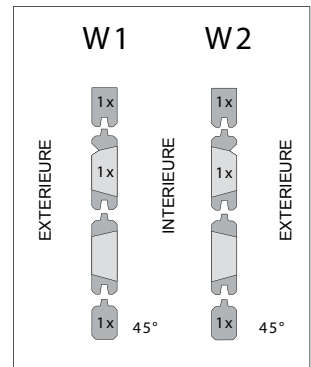 W1 W2
1x 1x
EXTERIEURE INTERIEURE EXTERIEURE
1x 1x
1x 45° 1x 45°